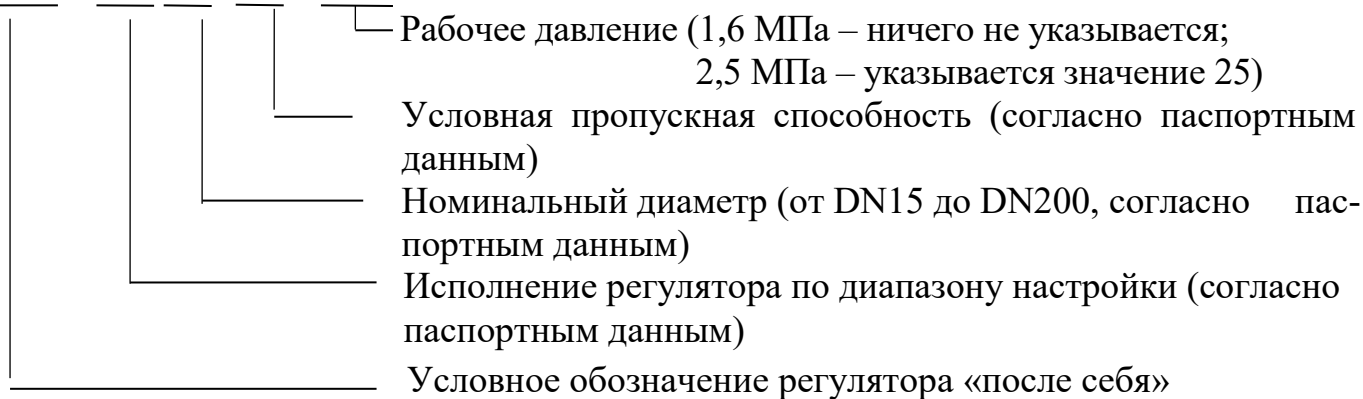 Рабочее давление (1,6 МПа – ничего не указывается;
2,5 МПа – указывается значение 25)
Условная пропускная способность (согласно паспортным
данным)
Номинальный диаметр (от DN15 до DN200, согласно пас-
портным данным)
Исполнение регулятора по диапазону настройки (согласно
паспортным данным)
Условное обозначение регулятора «после себя»